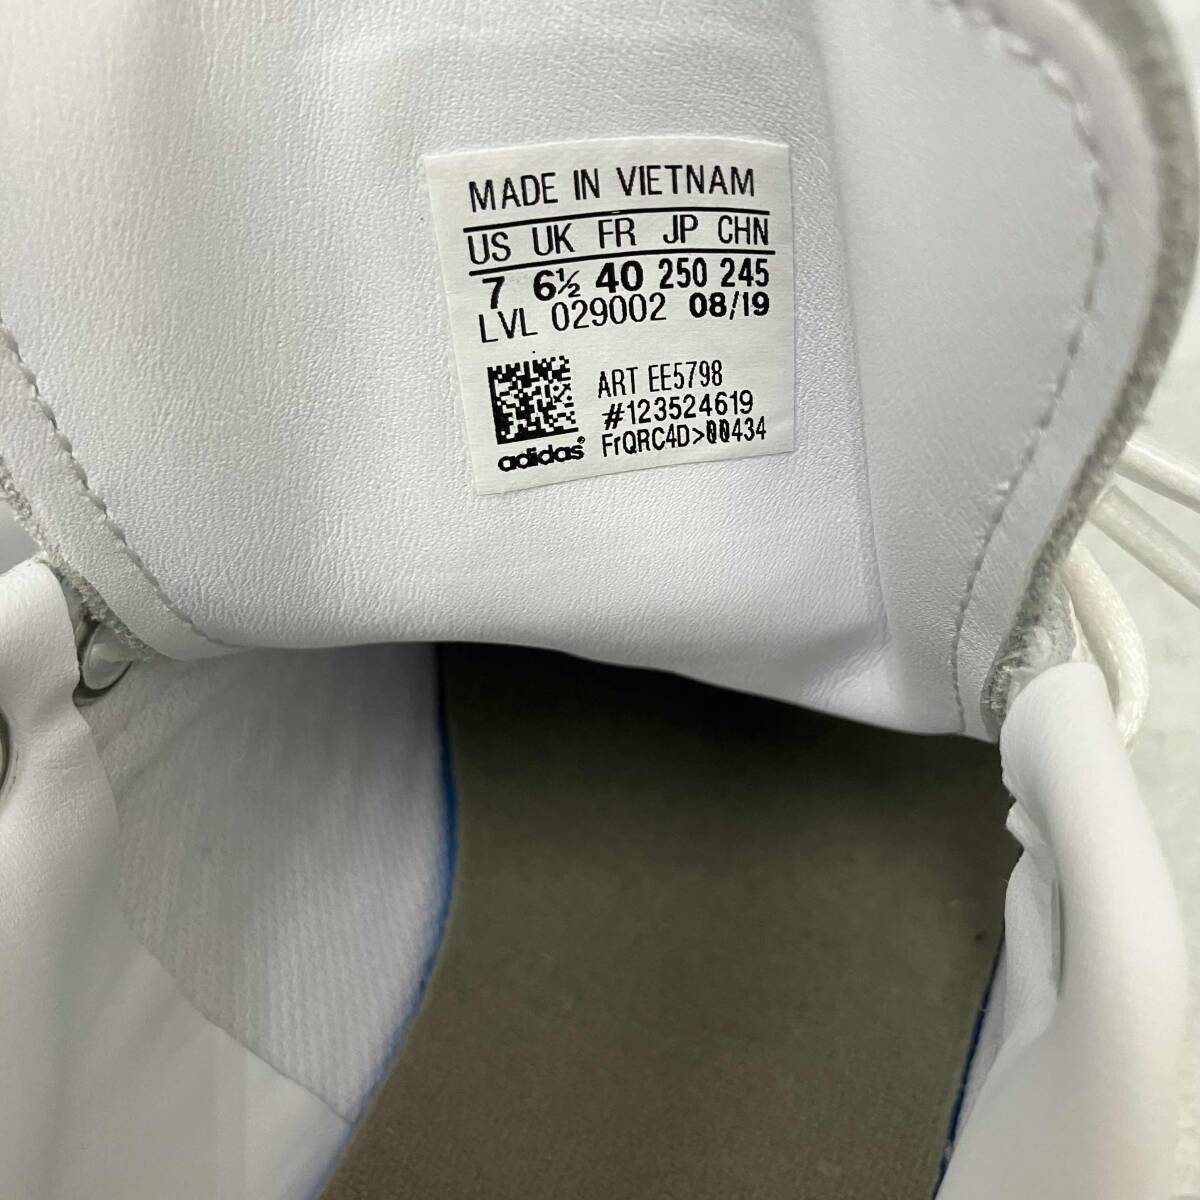 MADE IN VIETNAM
US UK FR JP CHN
7 6½ 40 250 245
LVL 029002 08/19
ART EE5798
#123524619
FrQRC4D>00434
adidas®